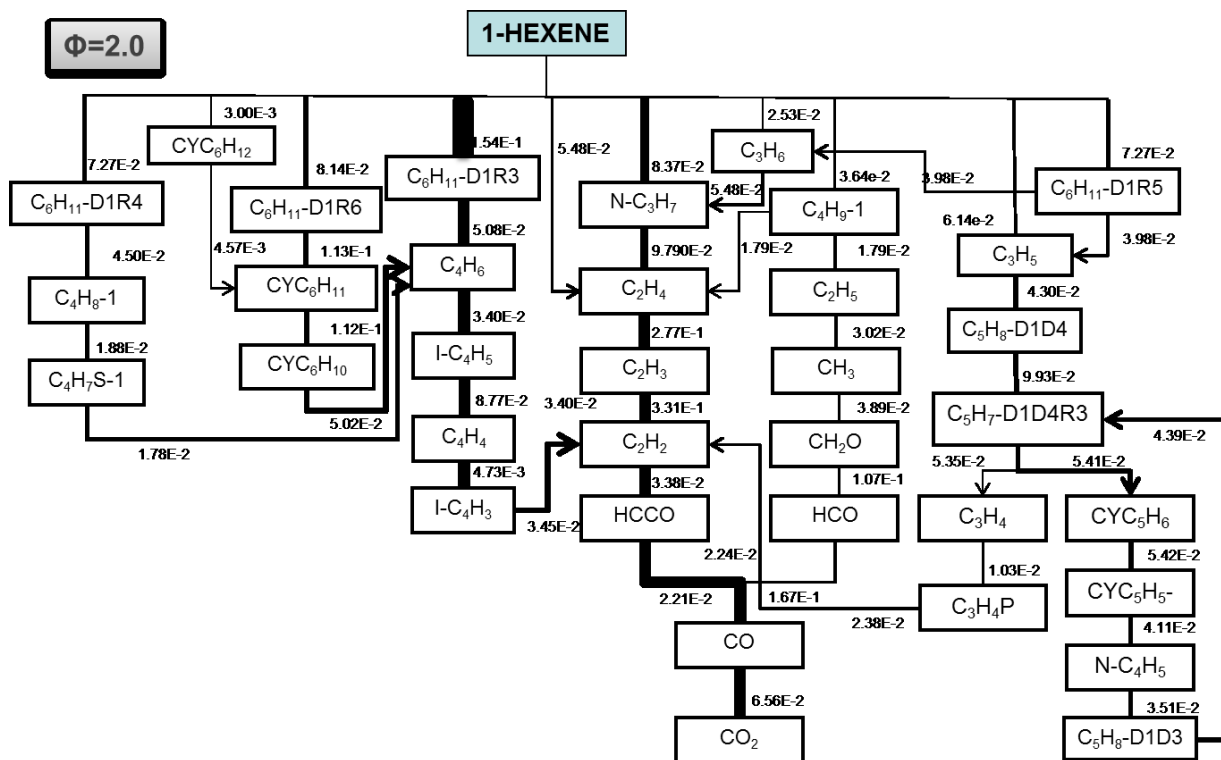 1-HEXENE
Φ=2.0
3.00E-3
2.53E-2
CYC₆H₁₂
1.54E-1
5.48E-2
C₃H₆
7.27E-2
8.14E-2
C₆H₁₁-D1R3
8.37E-2
3.64e-2
3.98E-2
7.27E-2
C₆H₁₁-D1R4
C₆H₁₁-D1R6
N-C₃H₇
5.48E-2
C₄H₉-1
C₆H₁₁-D1R5
6.14e-2
4.50E-2
4.57E-3
1.13E-1
5.08E-2
9.790E-2
1.79E-2
1.79E-2
3.98E-2
C₄H₈-1
CYC₆H₁₁
C₄H₆
C₂H₄
C₂H₅
C₃H₅
4.30E-2
1.88E-2
1.12E-1
3.40E-2
2.77E-1
3.02E-2
C₅H₈-D1D4
C₄H₇S-1
CYC₆H₁₀
I-C₄H₅
C₂H₃
CH₃
9.93E-2
5.02E-2
8.77E-2
3.40E-2
3.31E-1
3.89E-2
C₅H₇-D1D4R3
4.39E-2
1.78E-2
C₄H₄
C₂H₂
CH₂O
5.35E-2
5.41E-2
4.73E-3
3.38E-2
1.07E-1
I-C₄H₃
3.45E-2
HCCO
HCO
C₃H₄
CYC₅H₆
2.24E-2
1.03E-2
5.42E-2
2.21E-2
1.67E-1
2.38E-2
C₃H₄P
CYC₅H₅-
CO
4.11E-2
N-C₄H₅
6.56E-2
3.51E-2
CO₂
C₅H₈-D1D3